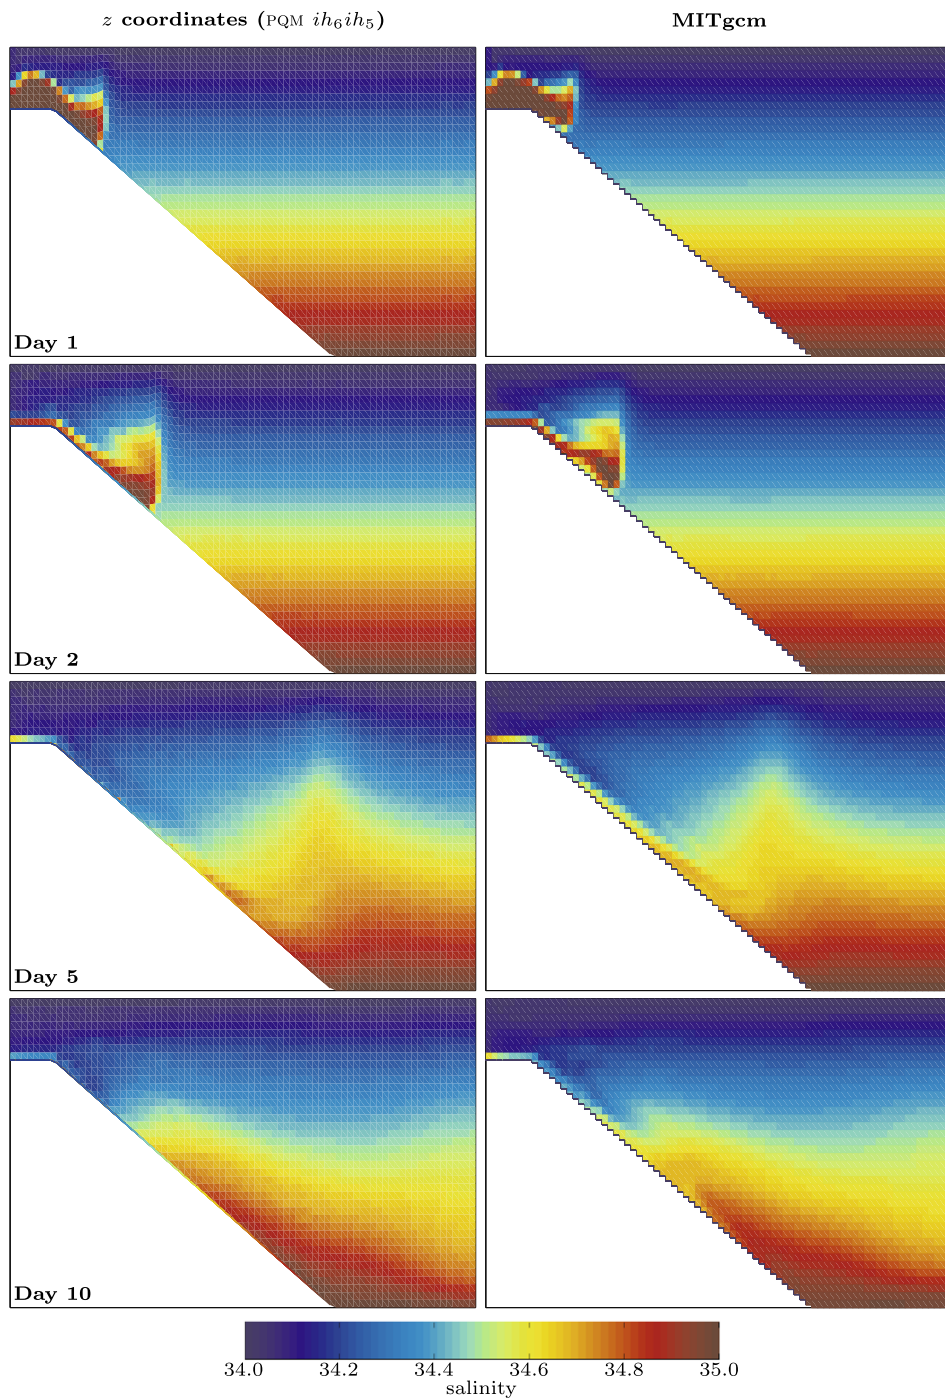 z coordinates (PQM ih₆ih₅)
MITgcm
Day 1
Day 2
Day 5
Day 10
34.0 34.2 34.4 34.6 34.8 35.0
salinity